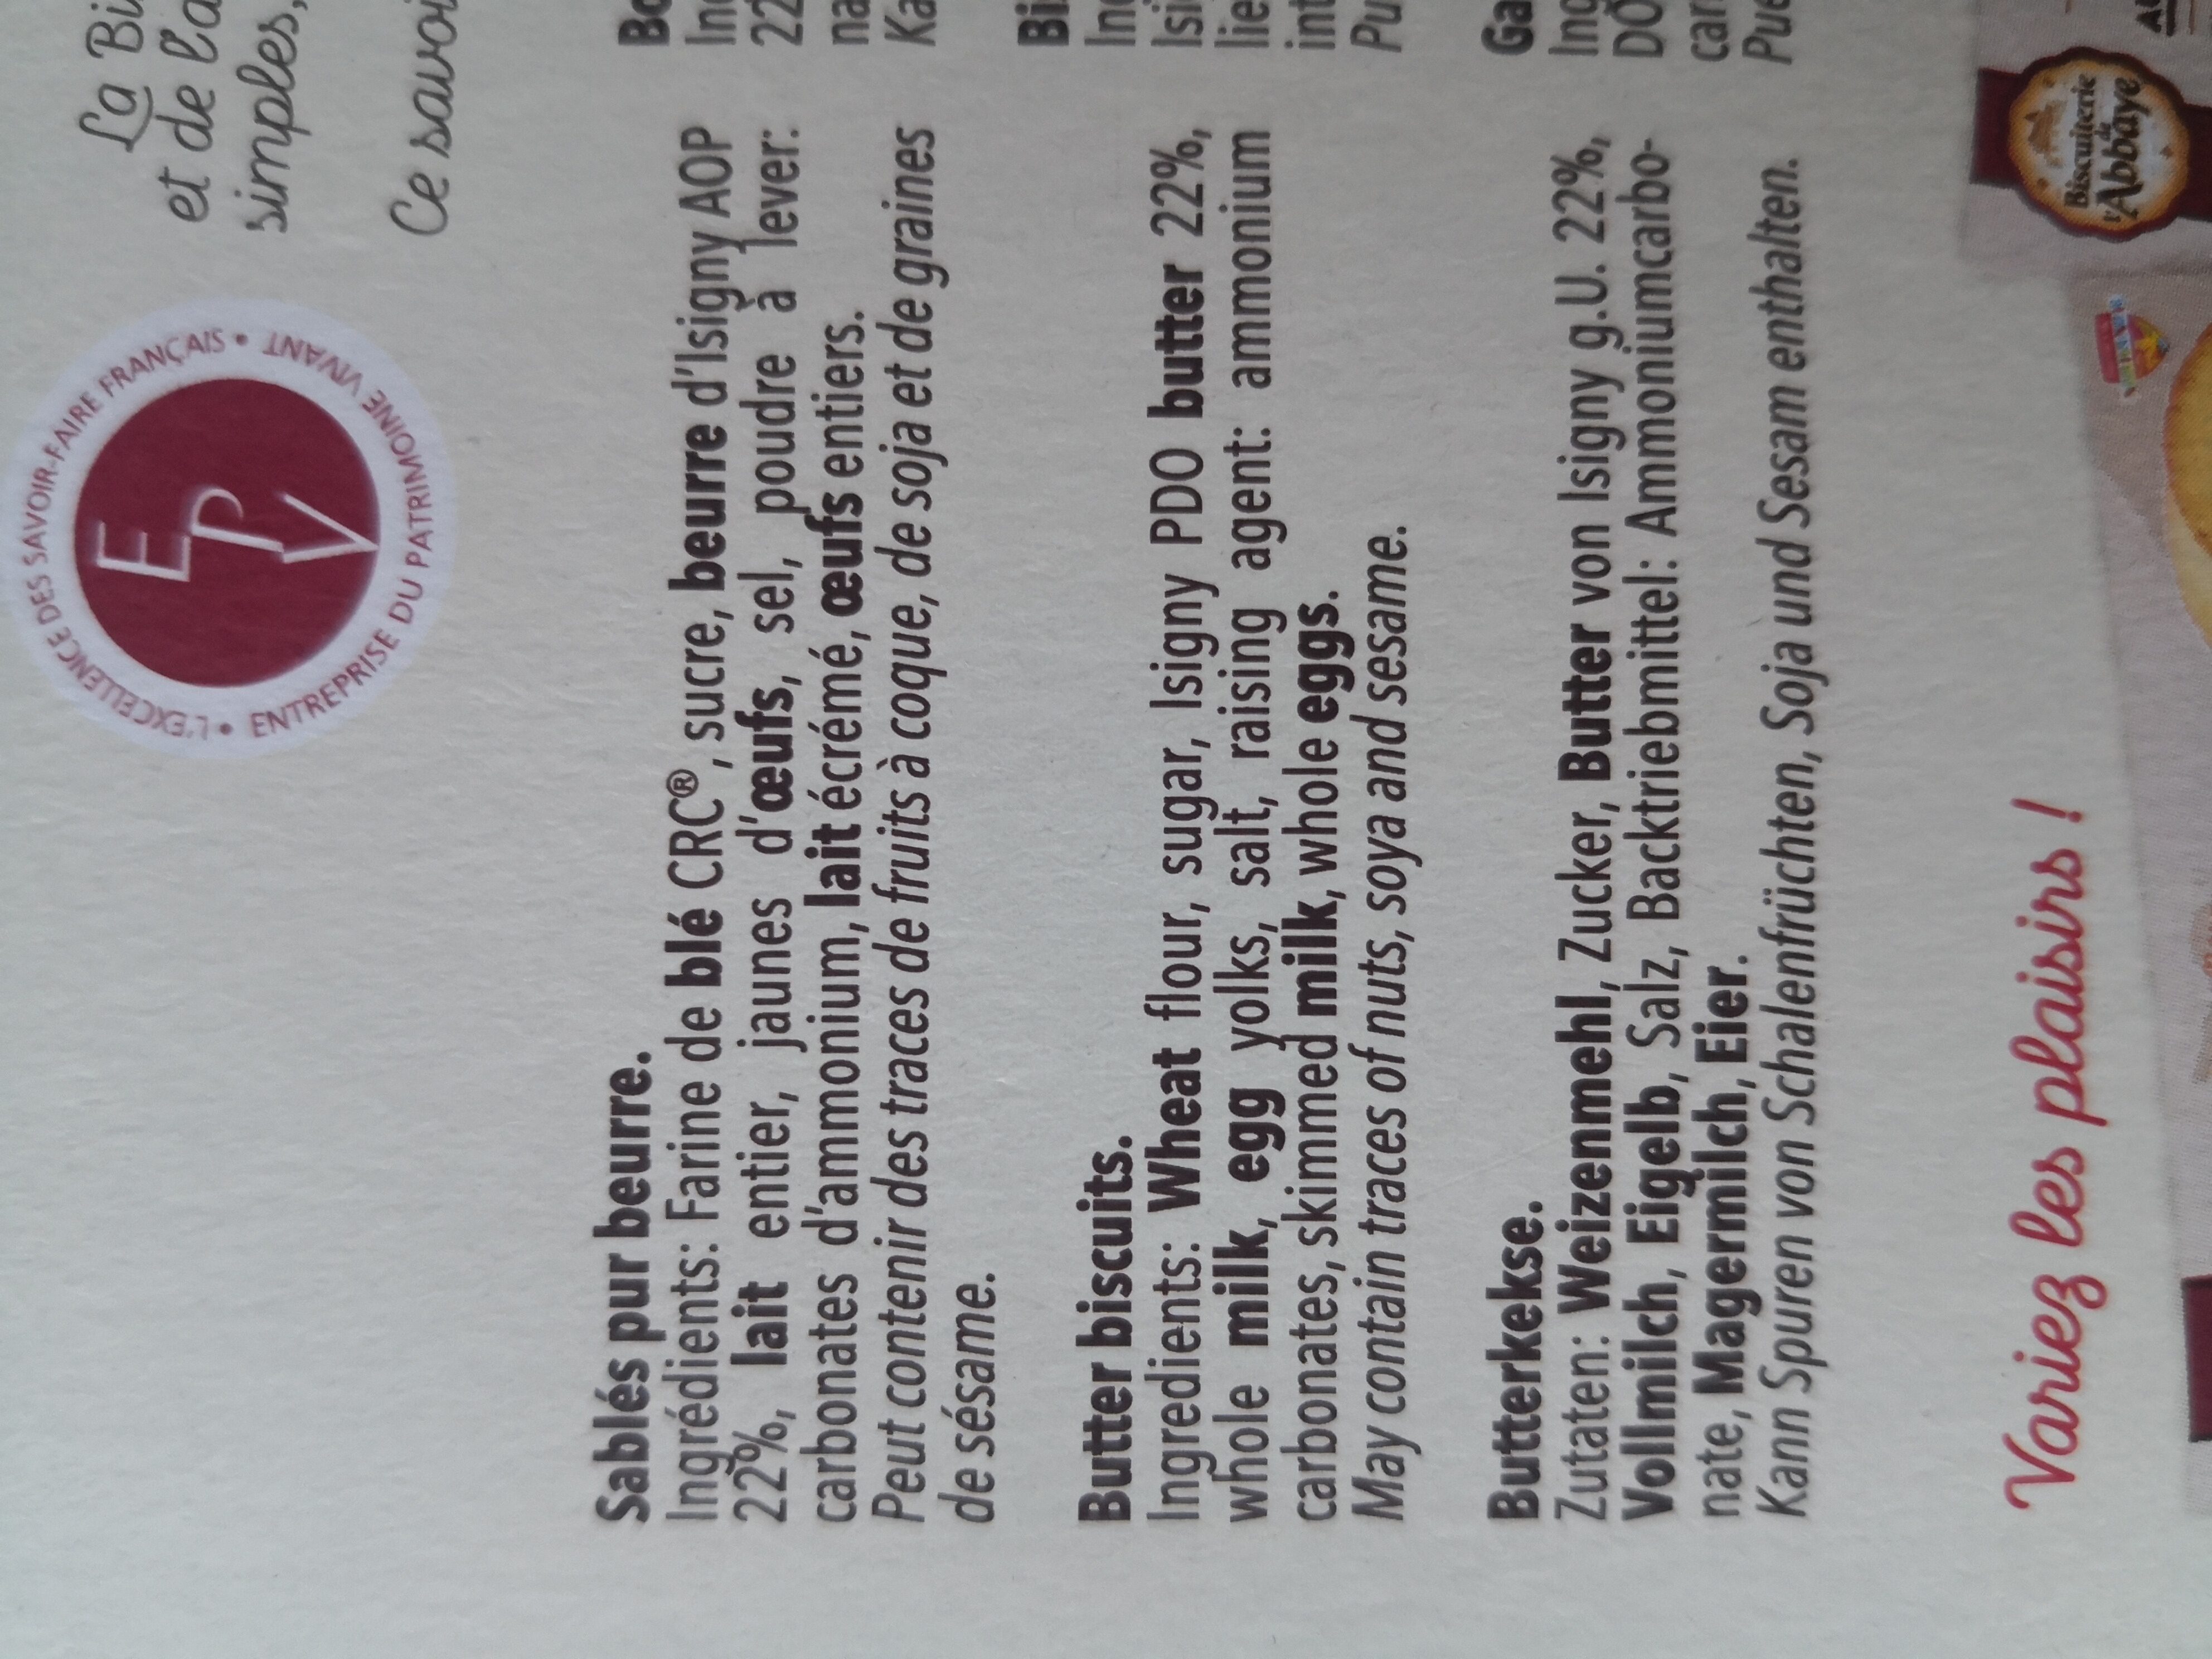 La
et de la
simples,
Ce savoi
L'EXCELLENCE DES SAVOIR-FAIRE FRANÇAIS • ENTREPRISE DU PATRIMOINE VIVANT •
E
P
V
Sablés pur beurre.
Ingrédients: Farine de blé CRC®, sucre, beurre d'Isigny AOP
22%, lait entier, jaunes d'œufs, sel, poudre à lever:
carbonates d'ammonium, lait écrémé, œufs entiers.
Peut contenir des traces de fruits à coque, de soja et de graines
de sésame.
Butter biscuits.
Ingredients: Wheat flour, sugar, Isigny PDO butter 22%,
whole milk, egg yolks, salt, raising agent: ammonium
carbonates, skimmed milk, whole eggs.
May contain traces of nuts, soya and sesame.
Butterkekse.
Zutaten: Weizenmehl, Zucker, Butter von Isigny g.U. 22%,
Vollmilch, Eigelb, Salz, Backtriebmittel: Ammoniumcarbo-
nate, Magermilch, Eier.
Kann Spuren von Schalenfrüchten, Soja und Sesam enthalten.
Variez les plaisirs !
Biscuiterie
de
l'Abbaye